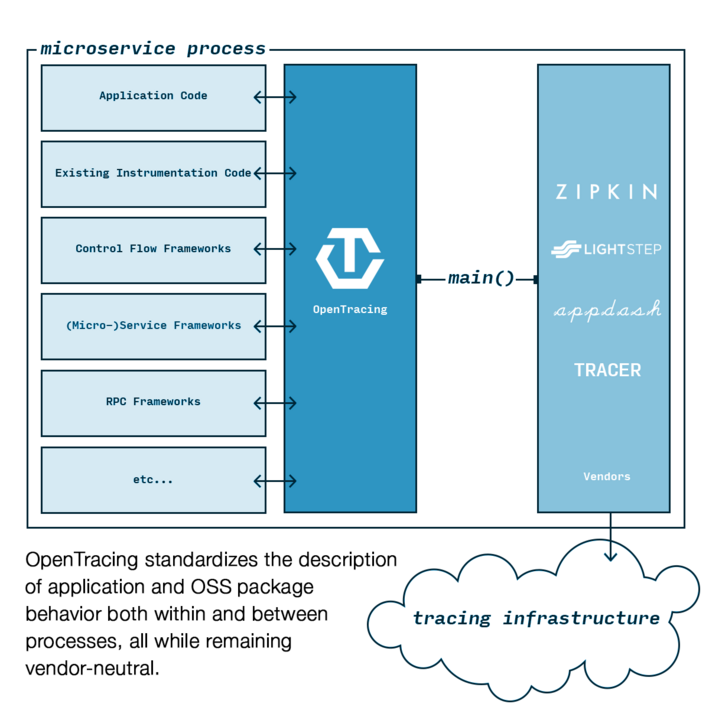 microservice process
Application Code
Existing Instrumentation Code
Control Flow Frameworks
(Micro-)Service Frameworks
RPC Frameworks
etc...
OpenTracing
main()
ZIPKIN
LIGHTSTEP
appdash
TRACER
Vendors
OpenTracing standardizes the description
of application and OSS package
behavior both within and between
processes, all while remaining
vendor-neutral.
tracing infrastructure